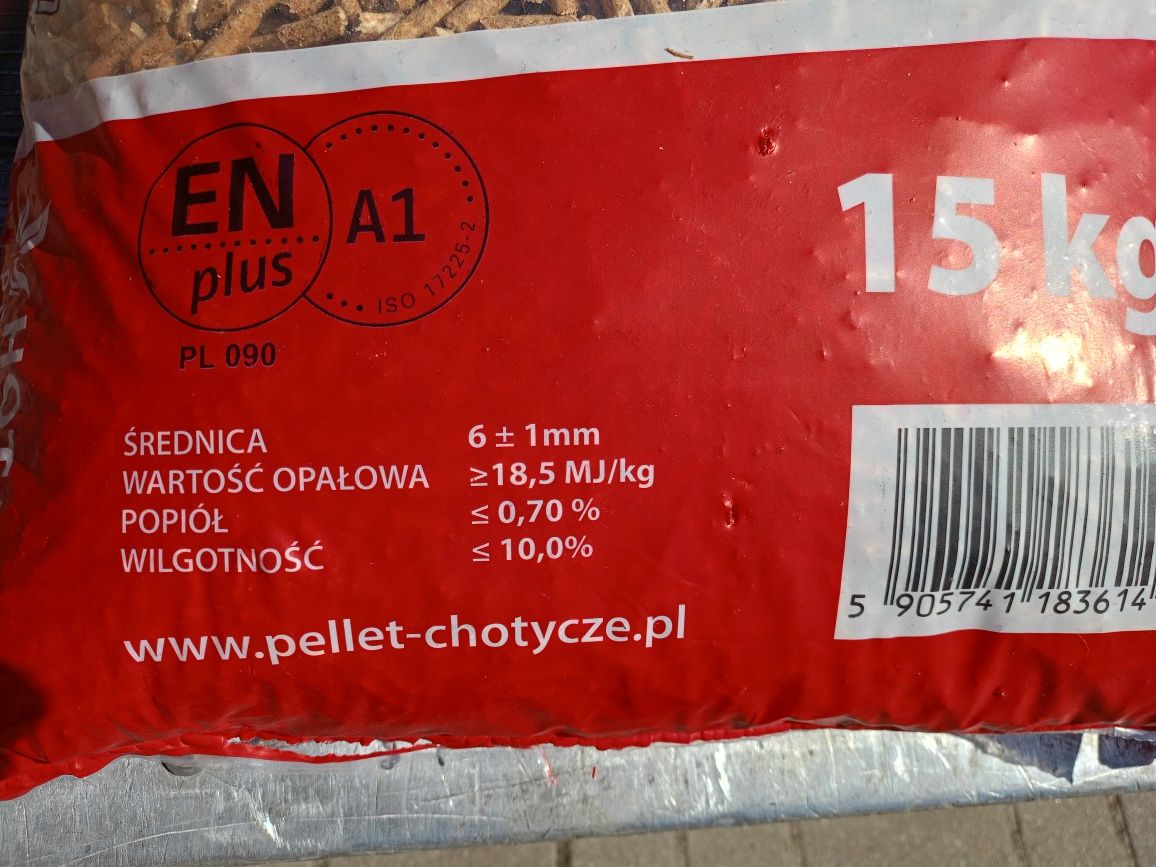 EN
plus
A1
ISO 17225-2
PL 090
15 kg
ŚREDNICA 6 ± 1mm
WARTOŚĆ OPAŁOWA ≥18,5 MJ/kg
POPIÓŁ ≤ 0,70 %
WILGOTNOŚĆ ≤ 10,0%
www.pellet-chotycze.pl
5 905741 183614